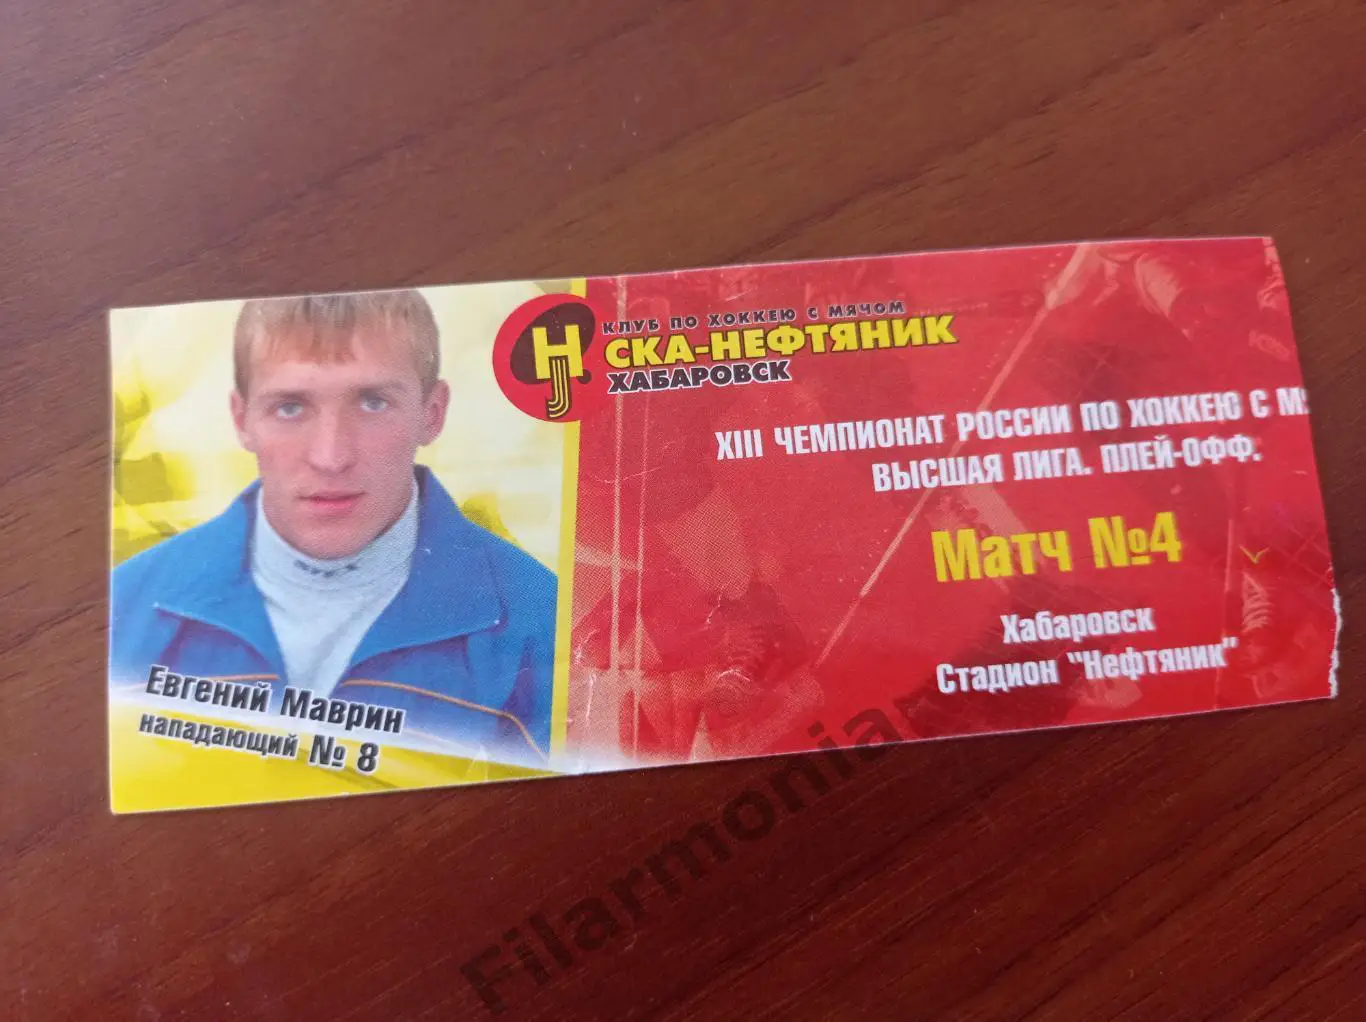 КЛУБ ПО ХОККЕЮ С МЯЧОМ
СКА-НЕФТЯНИК
ХАБАРОВСК
XIII ЧЕМПИОНАТ РОССИИ ПО ХОККЕЮ С
ВЫСШАЯ ЛИГА. ПЛЕЙ-ОФФ.
Матч №4
Хабаровск
Стадион "Нефтяник"
Евгений Маврин
нападающий № 8
Filarmonia